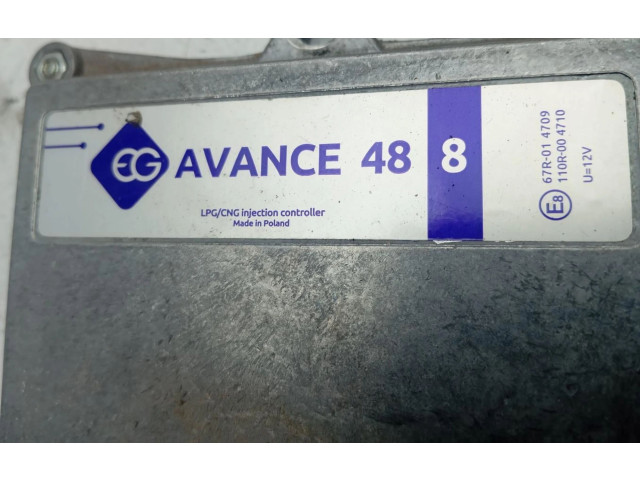 EG AVANCE 48 8
LPG/CNG injection controller
Made in Poland
E8
67R-01 4709
110R-00 4710
U=12V